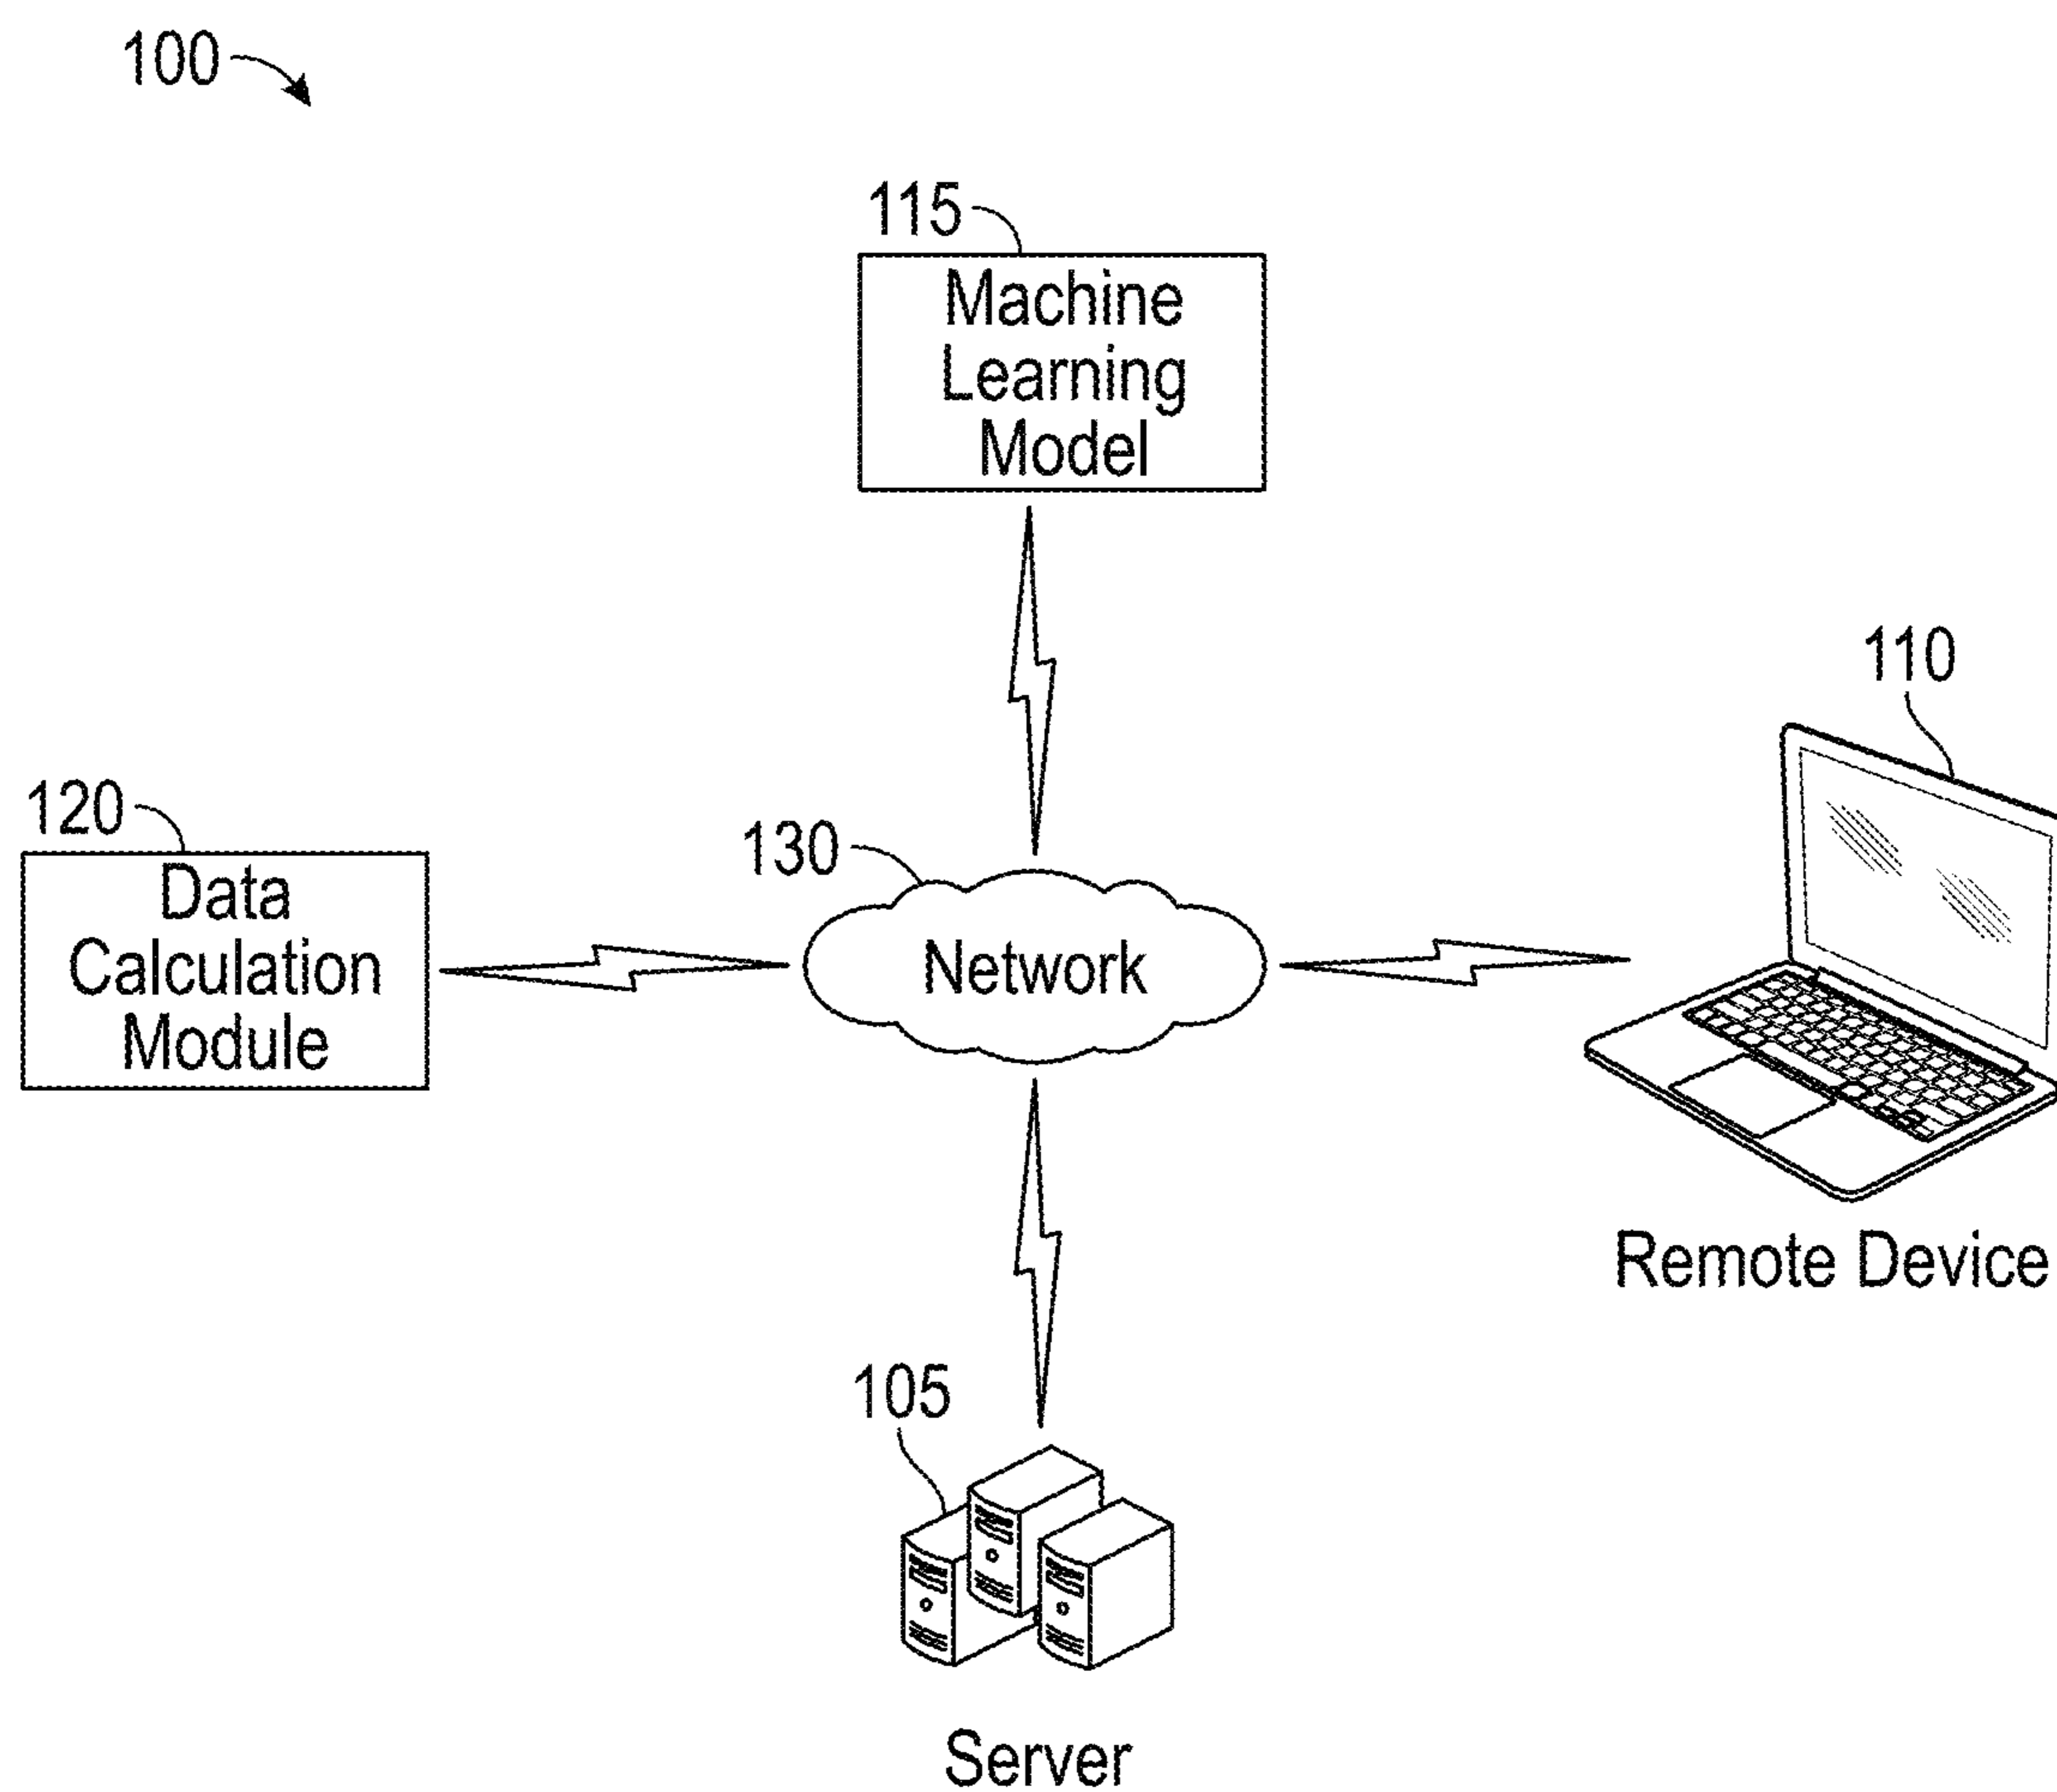 100
115
Machine
Learning
Model
110
120
Data
Calculation
Module
130
Network
Remote Device
105
Server